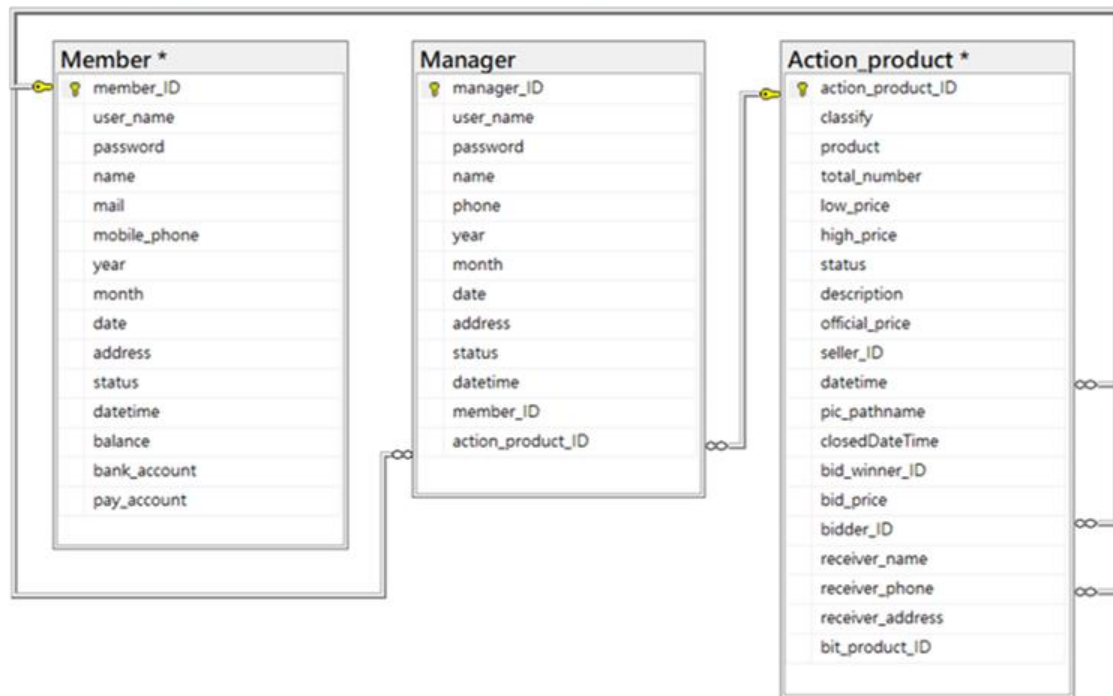 Member *
member_ID
user_name
password
name
mail
mobile_phone
year
month
date
address
status
datetime
balance
bank_account
pay_account
Manager
manager_ID
user_name
password
name
phone
year
month
date
address
status
datetime
member_ID
action_product_ID
Action_product *
action_product_ID
classify
product
total_number
low_price
high_price
status
description
official_price
seller_ID
datetime
pic_pathname
closedDateTime
bid_winner_ID
bid_price
bidder_ID
receiver_name
receiver_phone
receiver_address
bit_product_ID